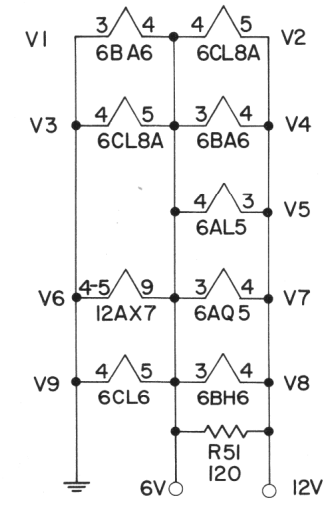 V1 3 4 4 5 V2
6BA6 6CL8A
V3 4 5 3 4 V4
6CL8A 6BA6
4 3 V5
6AL5
V6 4-5 9 3 4 V7
12AX7 6AQ5
V9 4 5 3 4 V8
6CL6 6BH6
R51
120
6V 12V